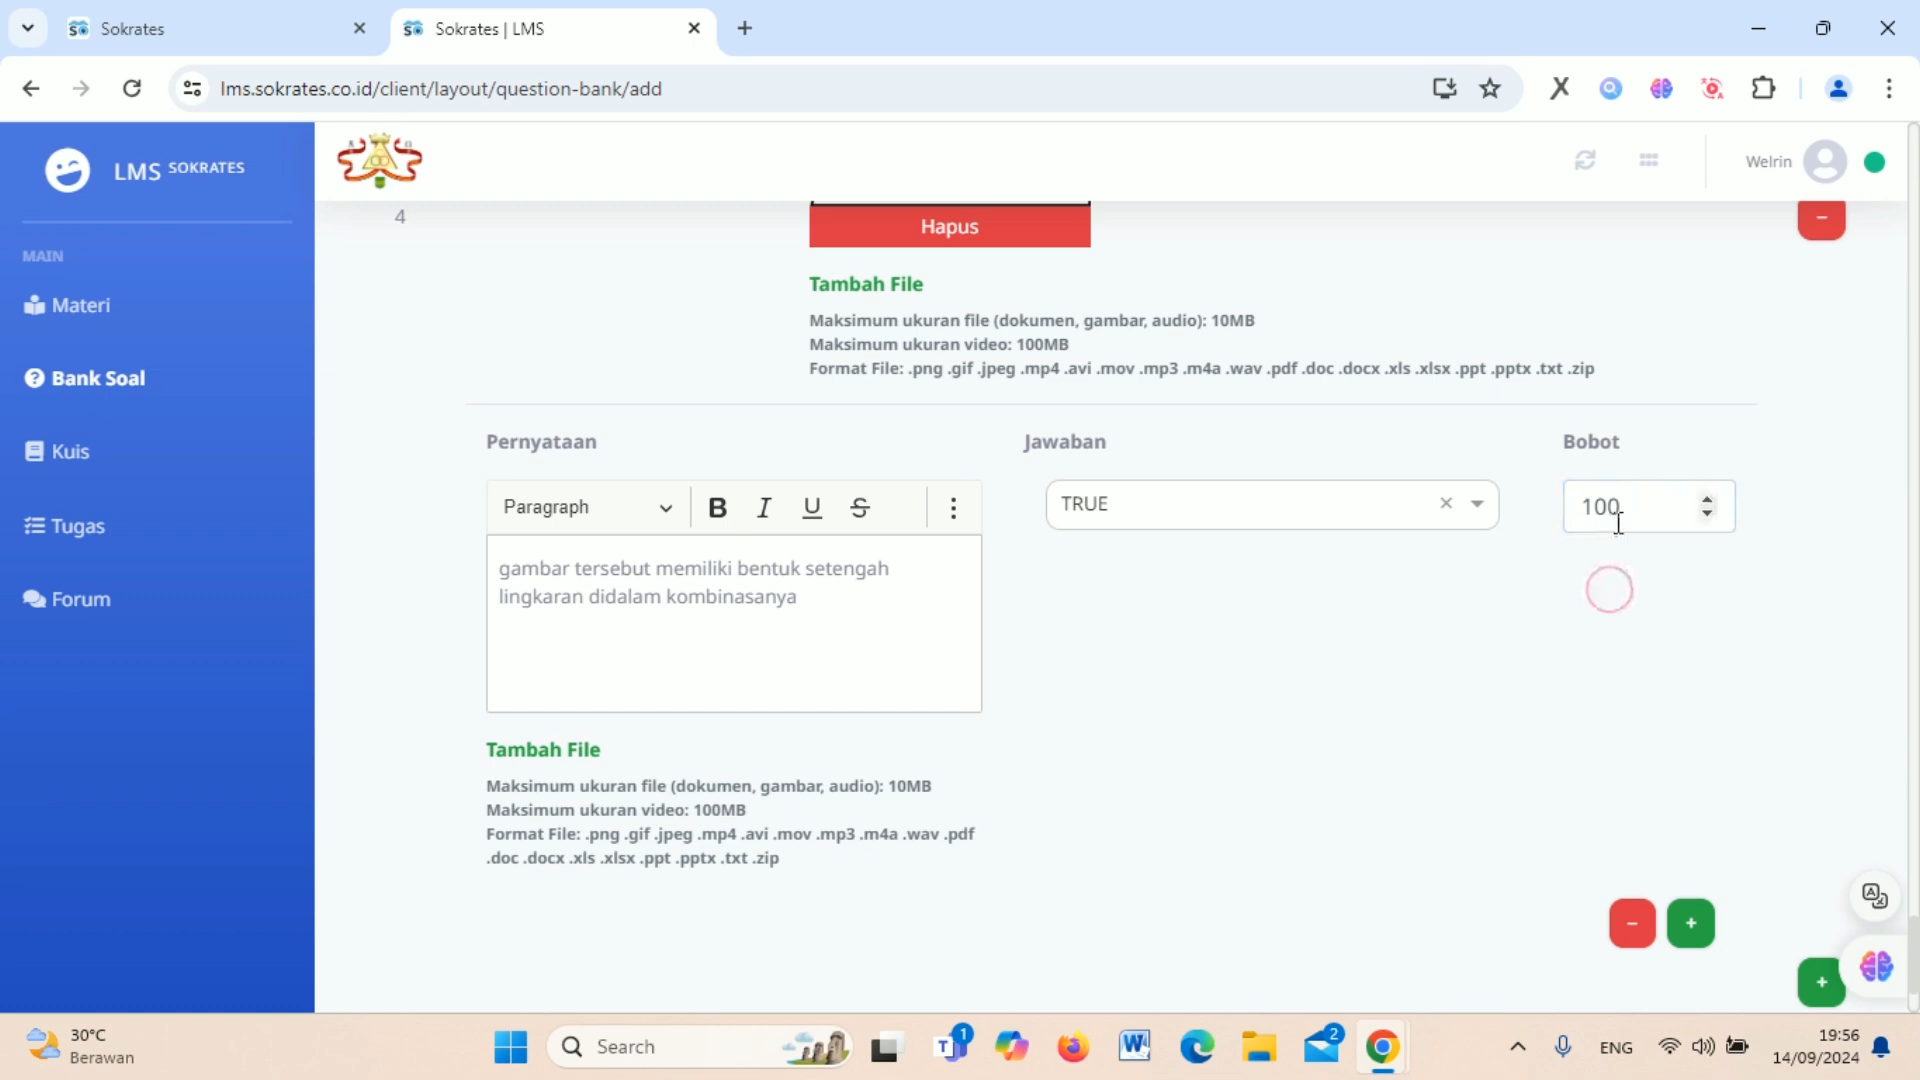 Sokrates
Sokrates | LMS
lms.sokrates.co.id/client/layout/question-bank/add
LMS SOKRATES
Welrin
MAIN
Materi
Bank Soal
Kuis
Tugas
Forum
4
Hapus
Tambah File
Maksimum ukuran file (dokumen, gambar, audio): 10MB
Maksimum ukuran video: 100MB
Format File: .png .gif .jpeg .mp4 .avi .mov .mp3 .m4a .wav .pdf .doc .docx .xls .xlsx .ppt .pptx .txt .zip
Pernyataan
Jawaban
Bobot
Paragraph
B I U S
TRUE
100
gambar tersebut memiliki bentuk setengah
lingkaran didalam kombinasanya
Tambah File
Maksimum ukuran file (dokumen, gambar, audio): 10MB
Maksimum ukuran video: 100MB
Format File: .png .gif .jpeg .mp4 .avi .mov .mp3 .m4a .wav .pdf
.doc .docx .xls .xlsx .ppt .pptx .txt .zip
30°C
Berawan
Search
1
2
ENG
19:56
14/09/2024